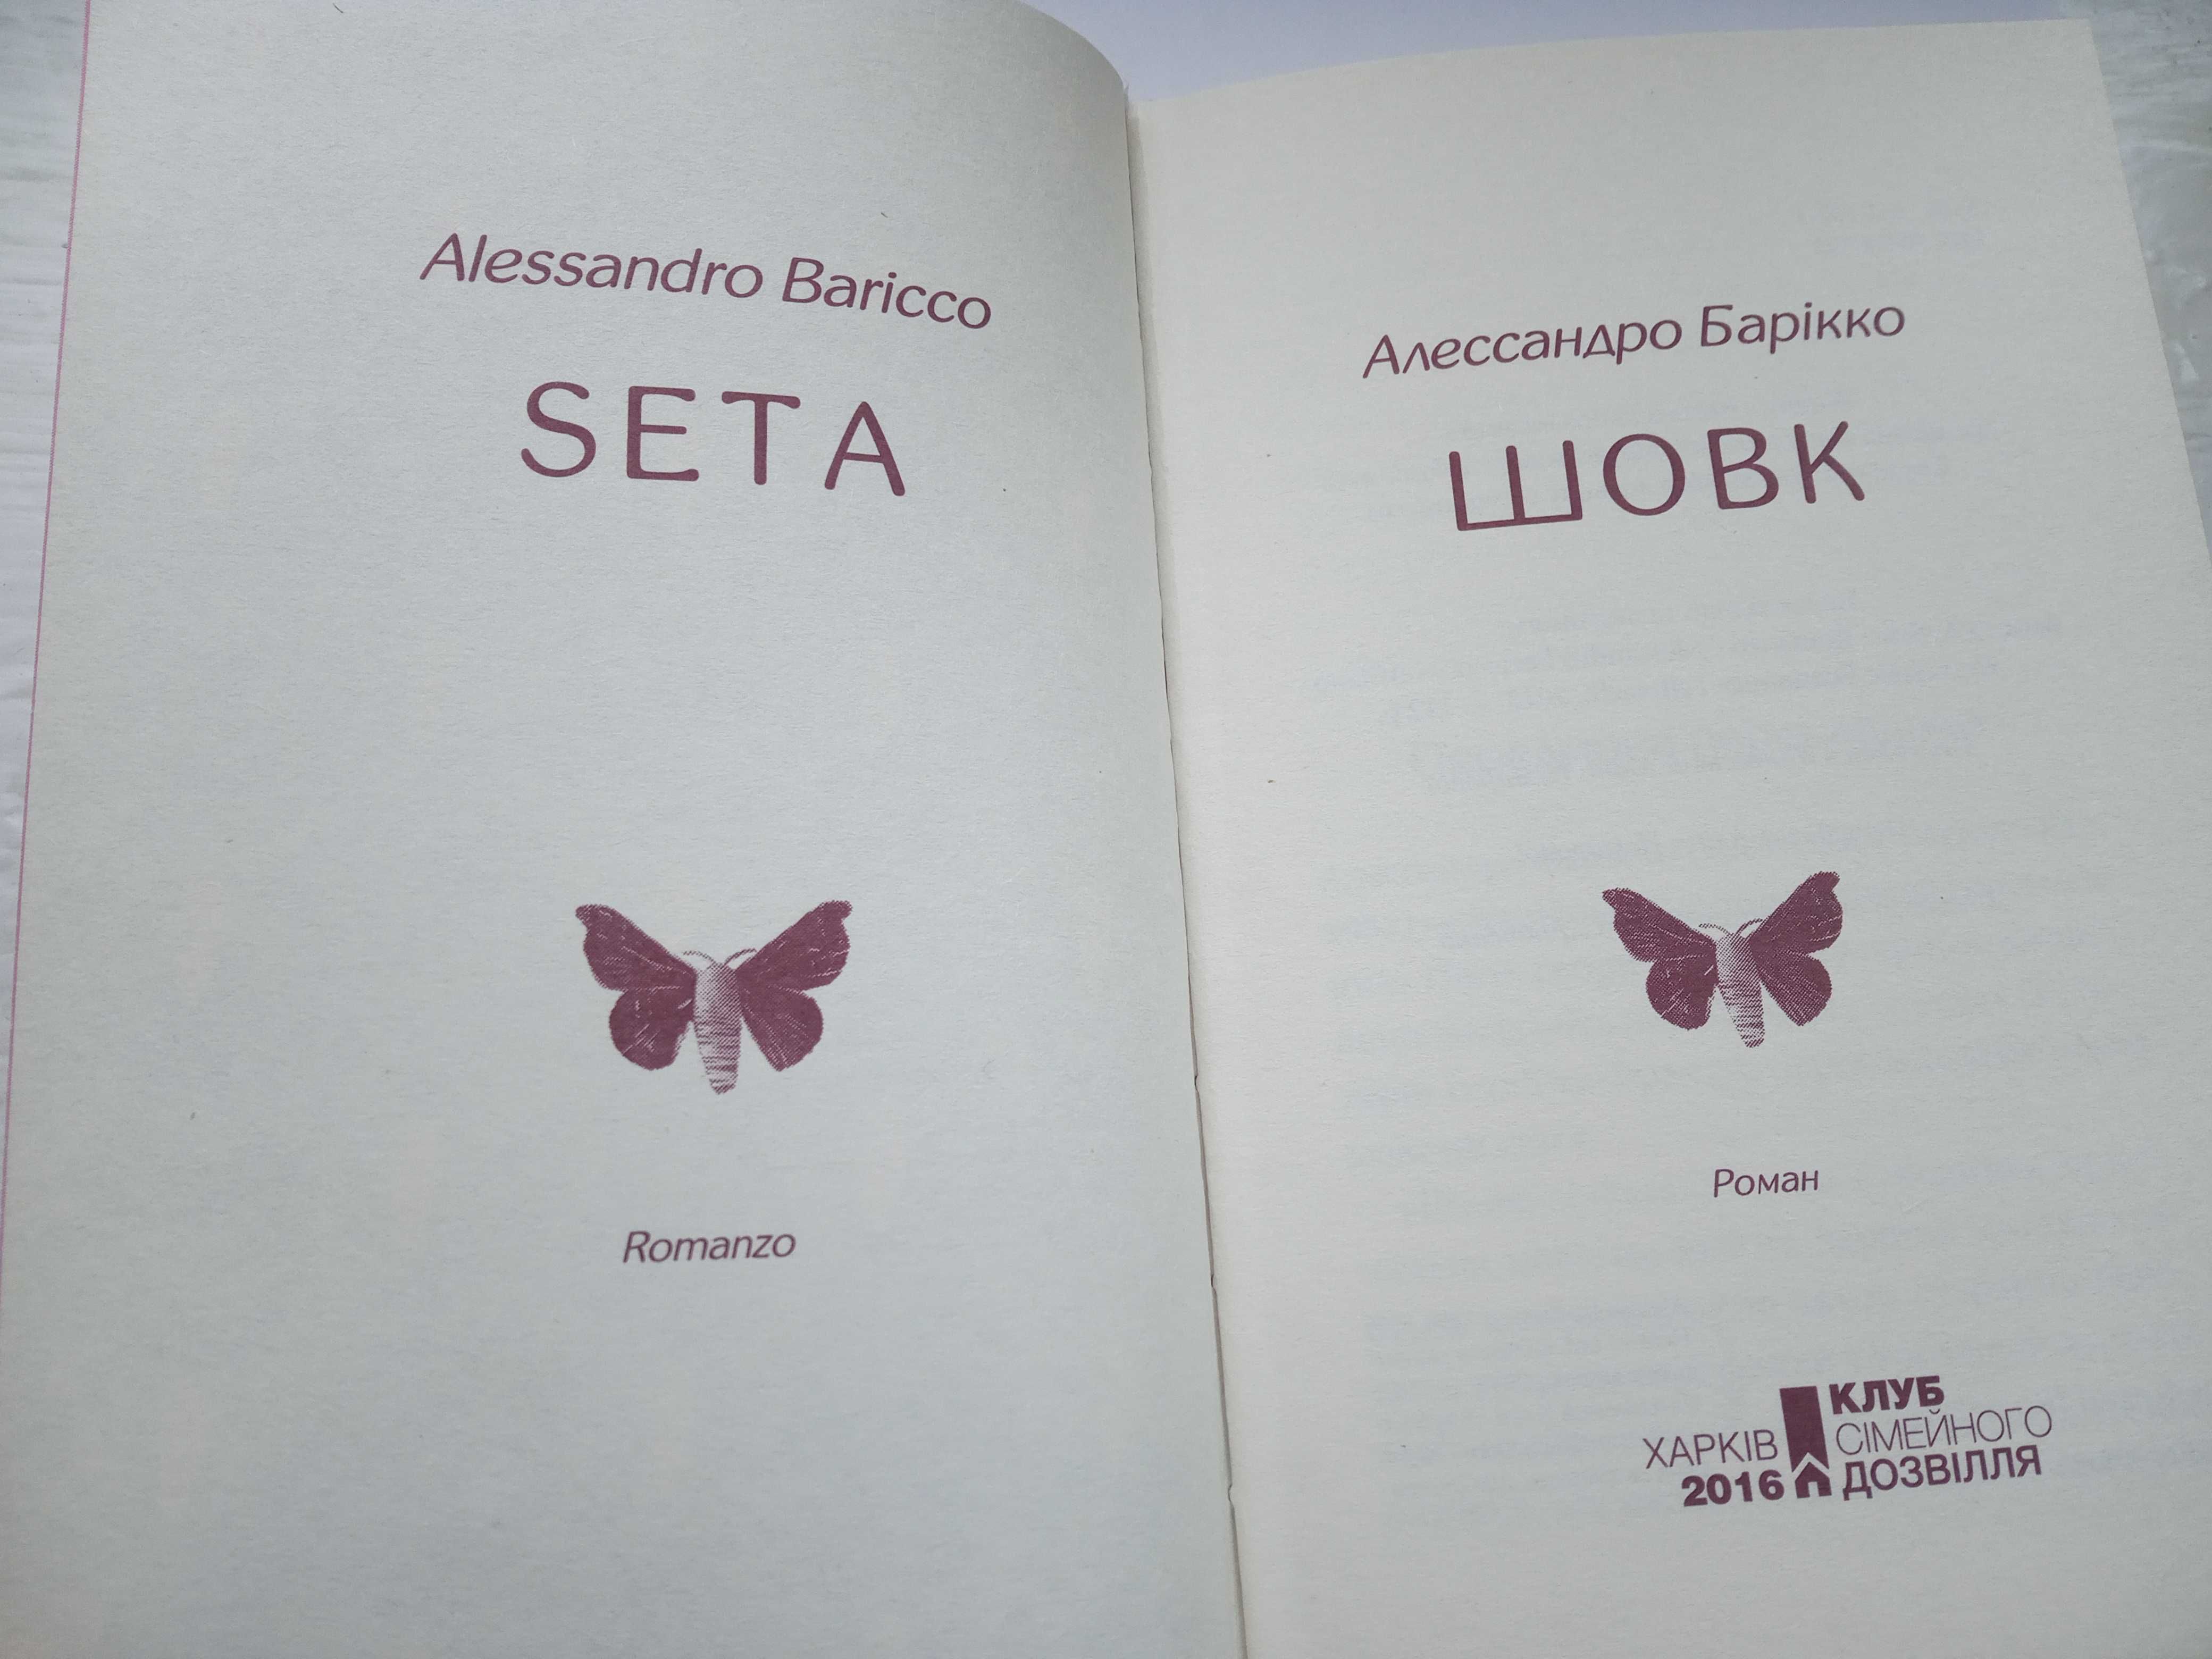 Alessandro Baricco
SETA
Romanzo
Алессандро Барікко
ШОВК
Роман
ХАРКІВ
2016
КЛУБ
СІМЕЙНОГО
ДОЗВІЛЛЯ